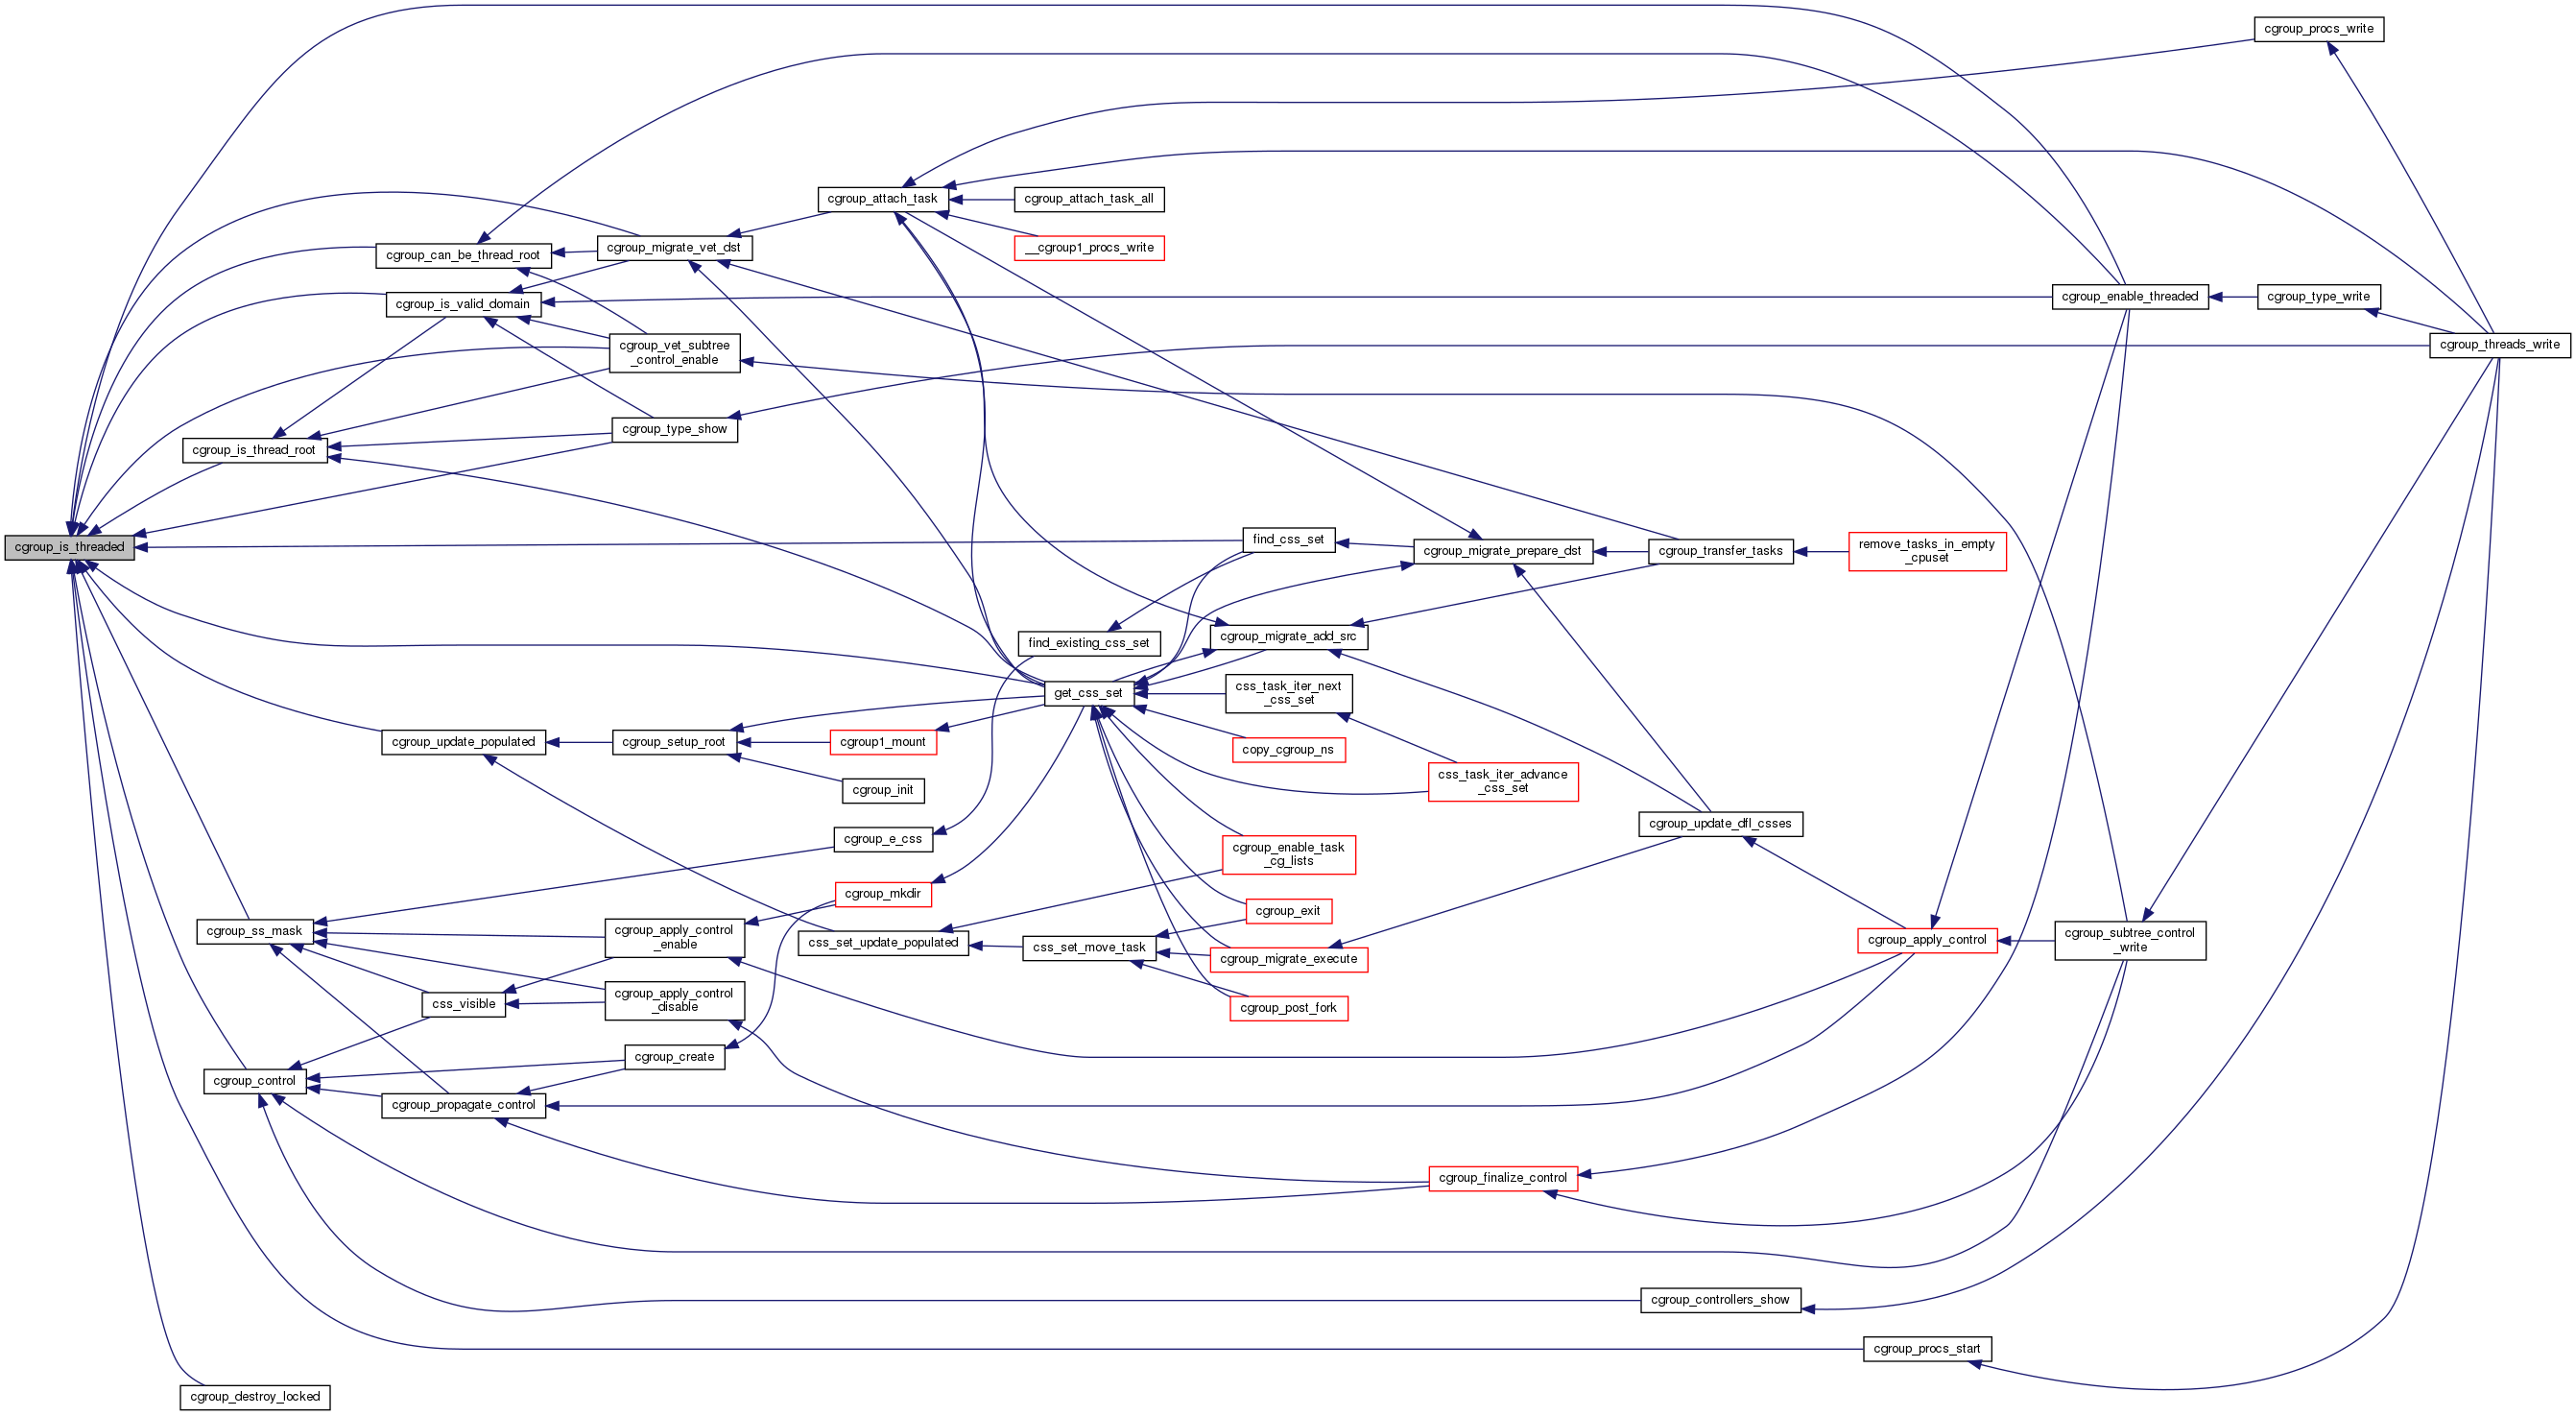 cgroup_procs_write
cgroup_attach_task
cgroup_attach_task_all
cgroup_migrate_vet_dst
__cgroup1_procs_write
cgroup_can_be_thread_root
cgroup_is_valid_domain
cgroup_enable_threaded
cgroup_type_write
cgroup_vet_subtree
_control_enable
cgroup_threads_write
cgroup_type_show
cgroup_is_thread_root
cgroup_is_threaded
find_css_set
cgroup_migrate_prepare_dst
cgroup_transfer_tasks
remove_tasks_in_empty
_cpuset
find_existing_css_set
cgroup_migrate_add_src
get_css_set
css_task_iter_next
_css_set
cgroup_update_populated
cgroup_setup_root
cgroup1_mount
copy_cgroup_ns
css_task_iter_advance
_css_set
cgroup_init
cgroup_update_dfl_csses
cgroup_e_css
cgroup_enable_task
_cg_lists
cgroup_mkdir
cgroup_exit
cgroup_ss_mask
cgroup_apply_control
_enable
css_set_update_populated
css_set_move_task
cgroup_migrate_execute
cgroup_apply_control
cgroup_subtree_control
_write
css_visible
cgroup_apply_control
_disable
cgroup_post_fork
cgroup_create
cgroup_control
cgroup_propagate_control
cgroup_finalize_control
cgroup_controllers_show
cgroup_procs_start
cgroup_destroy_locked